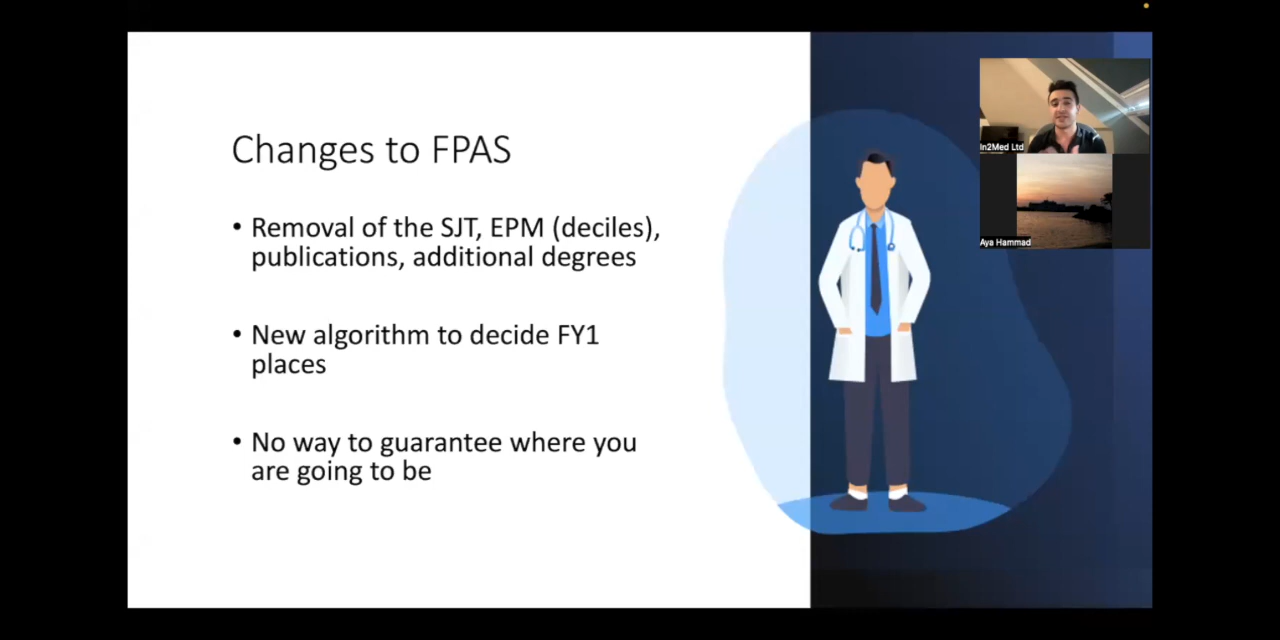 Changes to FPAS
• Removal of the SJT, EPM (deciles),
publications, additional degrees
• New algorithm to decide FY1
places
• No way to guarantee where you
are going to be
In2Med Ltd
Aya Hammad